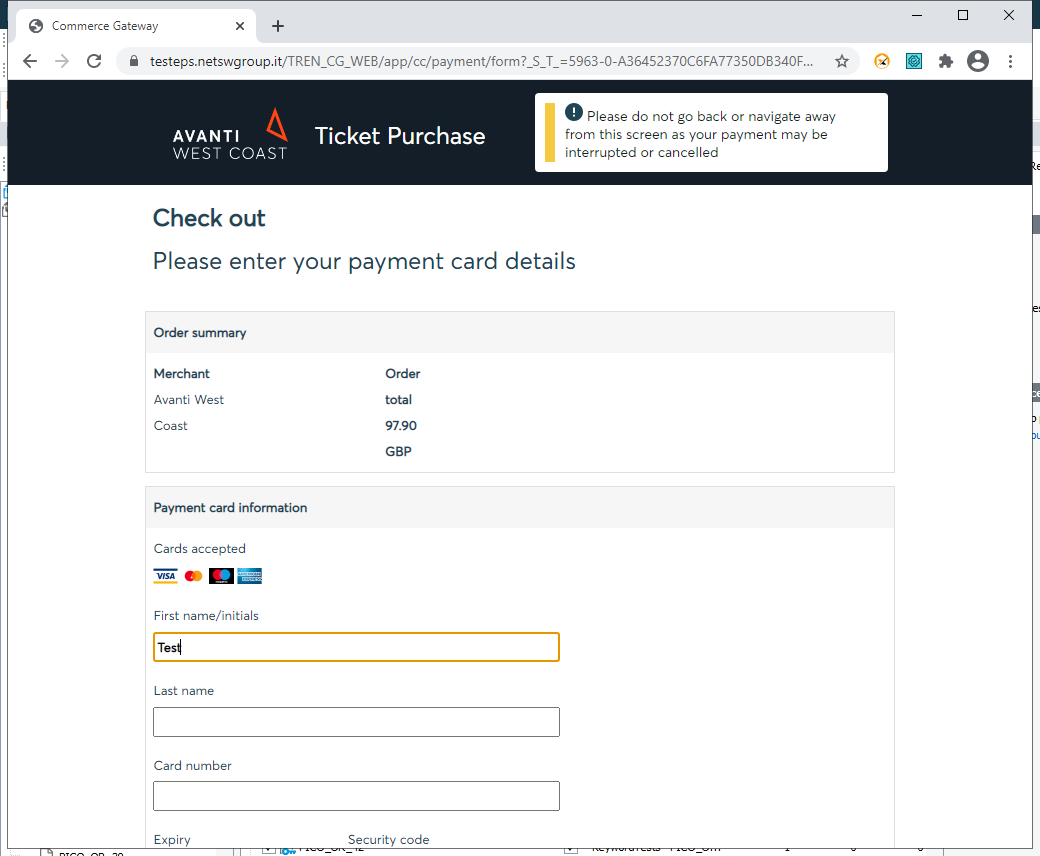 Commerce Gateway
testeps.netswgroup.it/TREN_CG_WEB/app/cc/payment/form?_S_T_=5963-0-A36452370C6FA77350DB340F...
AVANTI
WEST COAST
Ticket Purchase
Please do not go back or navigate away
from this screen as your payment may be
interrupted or cancelled
Check out
Please enter your payment card details
Order summary
Merchant
Order
Avanti West
total
Coast
97.90
GBP
Payment card information
Cards accepted
VISA
First name/initials
Test
Last name
Card number
Expiry
Security code